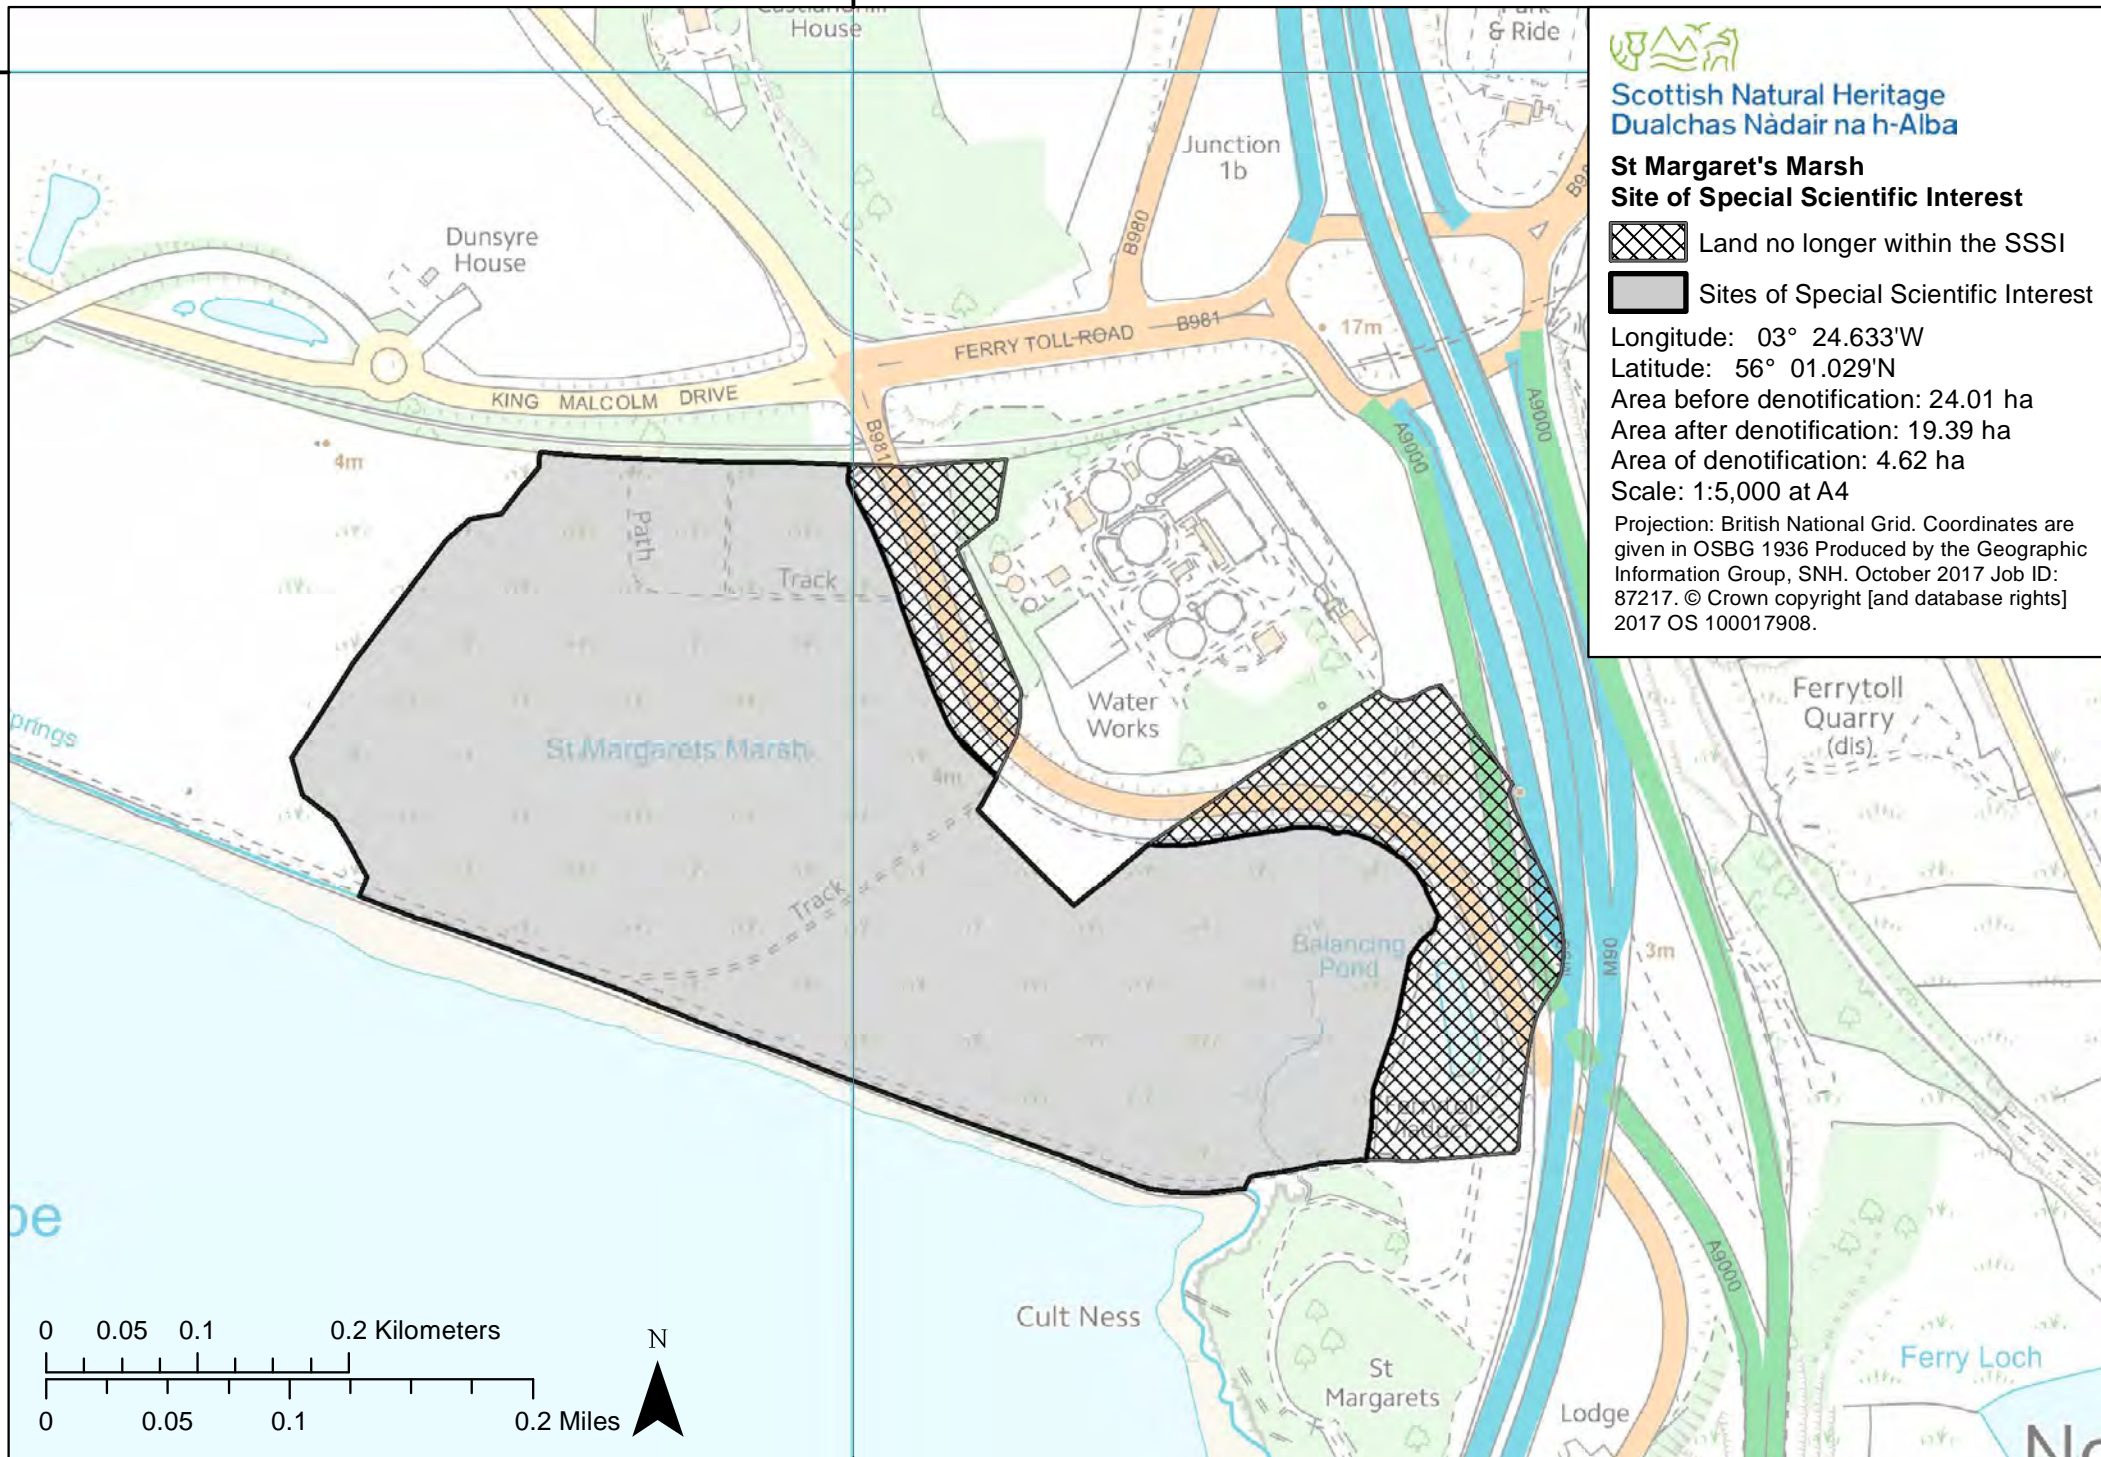 House
& Ride
Junction
1b
B980
Dunsyre
House
FERRY TOLL ROAD
B981
17m
KING MALCOLM DRIVE
B981
A9000
A9000
4m
Path
Track
Water
Works
St Margarets Marsh
4m
Track
Balancing
Pond
M90
3m
Ferrytoll
Quarry
(dis)
A9000
Cult Ness
St
Margarets
Lodge
Ferry Loch
Scottish Natural Heritage
Dualchas Nàdair na h-Alba
St Margaret's Marsh
Site of Special Scientific Interest
Land no longer within the SSSI
Sites of Special Scientific Interest
Longitude: 03° 24.633'W
Latitude: 56° 01.029'N
Area before denotification: 24.01 ha
Area after denotification: 19.39 ha
Area of denotification: 4.62 ha
Scale: 1:5,000 at A4
Projection: British National Grid. Coordinates are
given in OSBG 1936 Produced by the Geographic
Information Group, SNH. October 2017 Job ID:
87217. © Crown copyright [and database rights]
2017 OS 100017908.
0 0.05 0.1 0.2 Kilometers
0 0.05 0.1 0.2 Miles
N